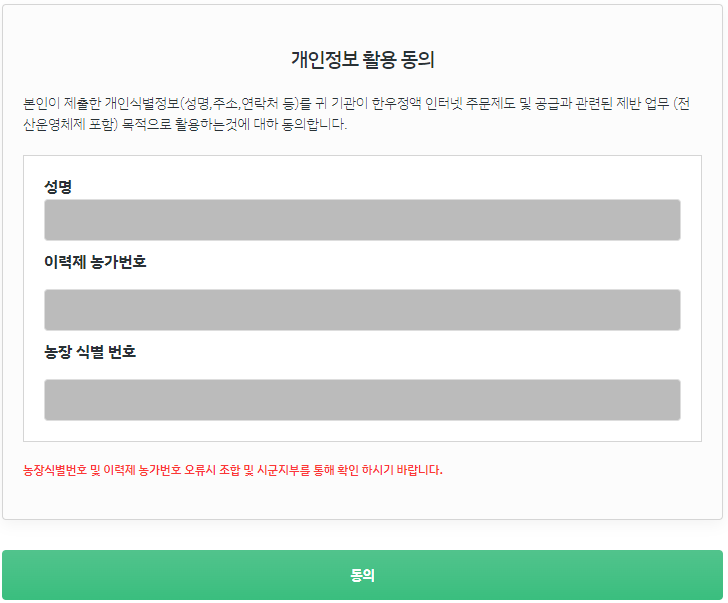 개인정보 활용 동의
본인이 제출한 개인식별정보(성명,주소,연락처 등)를 귀 기관이 한우정액 인터넷 주문제도 및 공급과 관련된 제반 업무 (전
산운영체제 포함) 목적으로 활용하는것에 대하 동의합니다.
성명
이력제 농가번호
농장 식별 번호
농장식별번호 및 이력제 농가번호 오류시 조합 및 시군지부를 통해 확인 하시기 바랍니다.
동의